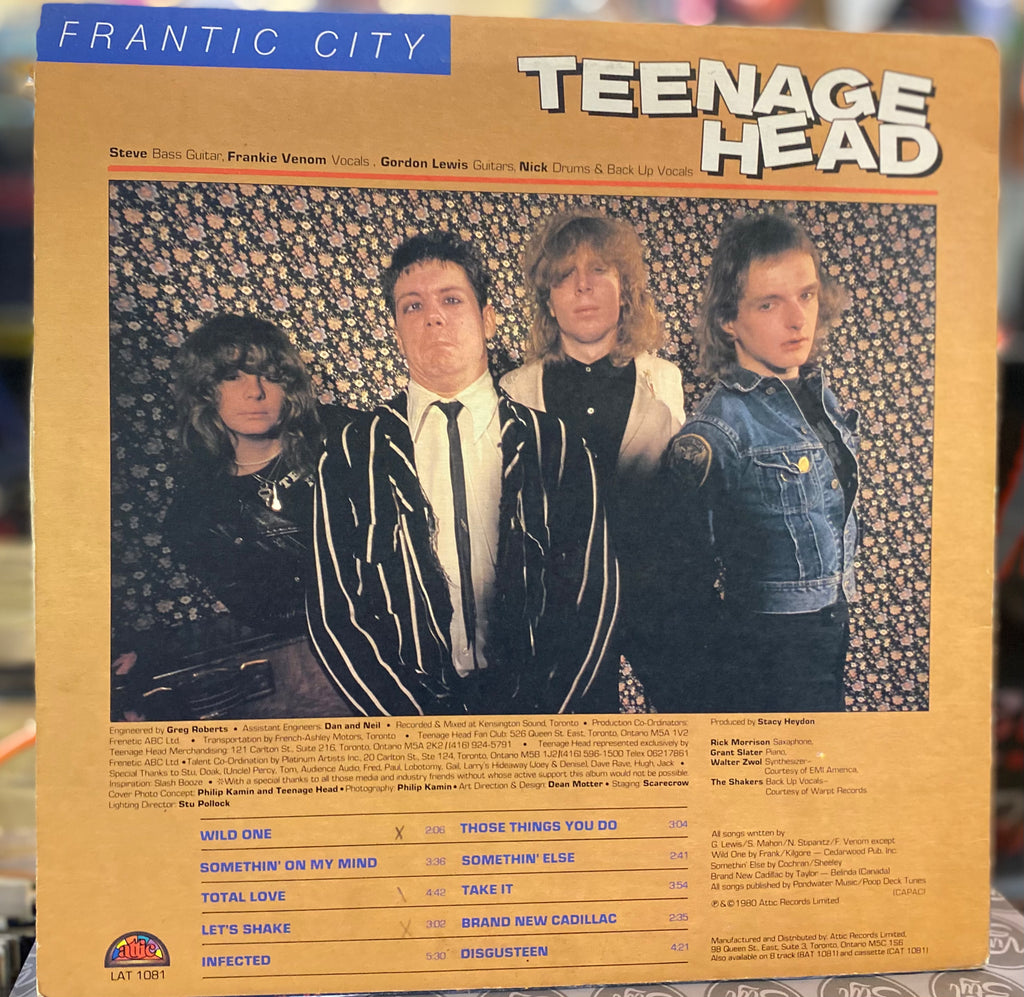 FRANTIC CITY
TEENAGE
HEAD
Steve Bass Guitar, Frankie Venom Vocals, Gordon Lewis Guitars, Nick Drums & Back Up Vocals
TE
Engineered by Greg Roberts • Assistant Engineers: Dan and Neil • Recorded & Mixed at Kensington Sound, Toronto • Production Co-Ordinators:
Frenetic ABC Ltd. • Transportation by French-Ashley Motors, Toronto • Teenage Head Fan Club: 526 Queen St. East, Toronto, Ontario M5A 1V2
Teenage Head Merchandising: 121 Carlton St., Suite 216, Toronto, Ontario M5A 2K2/(416) 924-5791 • Teenage Head represented exclusively by
Frenetic ABC Ltd. • Talent Co-Ordination by Platinum Artists Inc., 20 Carlton St., Ste 124, Toronto, Ontario M5B 1J2/(416) 596-1500 Telex 06217861
Special Thanks to Stu, Doak, (Uncle) Percy, Tom, Audience Audio, Fred, Paul, Lobotomy, Gail, Larry's Hideaway (Joey & Denise), Dave Rave, Hugh, Jack •
Inspiration: Slash Booze • ※With a special thanks to all those media and industry friends without whose active support this album would not be possible.
Cover Photo Concept: Philip Kamin and Teenage Head • Photography: Philip Kamin • Art Direction & Design: Dean Motter • Staging: Scarecrow
Lighting Director: Stu Pollock
Produced by Stacy Heydon
Rick Morrison Saxaphone,
Grant Slater Piano,
Walter Zwol Synthesizer–
Courtesy of EMI America,
The Shakers Back Up Vocals–
Courtesy of Warpt Records
WILD ONE X 2:06
SOMETHIN' ON MY MIND 3:36
TOTAL LOVE \ 4:42
LET'S SHAKE X 3:02
INFECTED 5:30
THOSE THINGS YOU DO 3:04
SOMETHIN' ELSE 2:41
TAKE IT 3:54
BRAND NEW CADILLAC 2:35
DISGUSTEEN 4:21
All songs written by
G. Lewis/S. Mahon/N. Stipanitz/F. Venom except
Wild One by Frank/Kilgore — Cedarwood Pub. Inc.
Somethin' Else by Cochran/Sheeley
Brand New Cadillac by Taylor — Belinda (Canada)
All songs published by Pondwater Music/Poop Deck Tunes
(CAPAC)
℗&© 1980 Attic Records Limited
Manufactured and Distributed by: Attic Records Limited,
98 Queen St., East, Suite 3, Toronto, Ontario M5C 1S6
Also available on 8 track (8AT 1081) and cassette (CAT 1081)
attic
LAT 1081